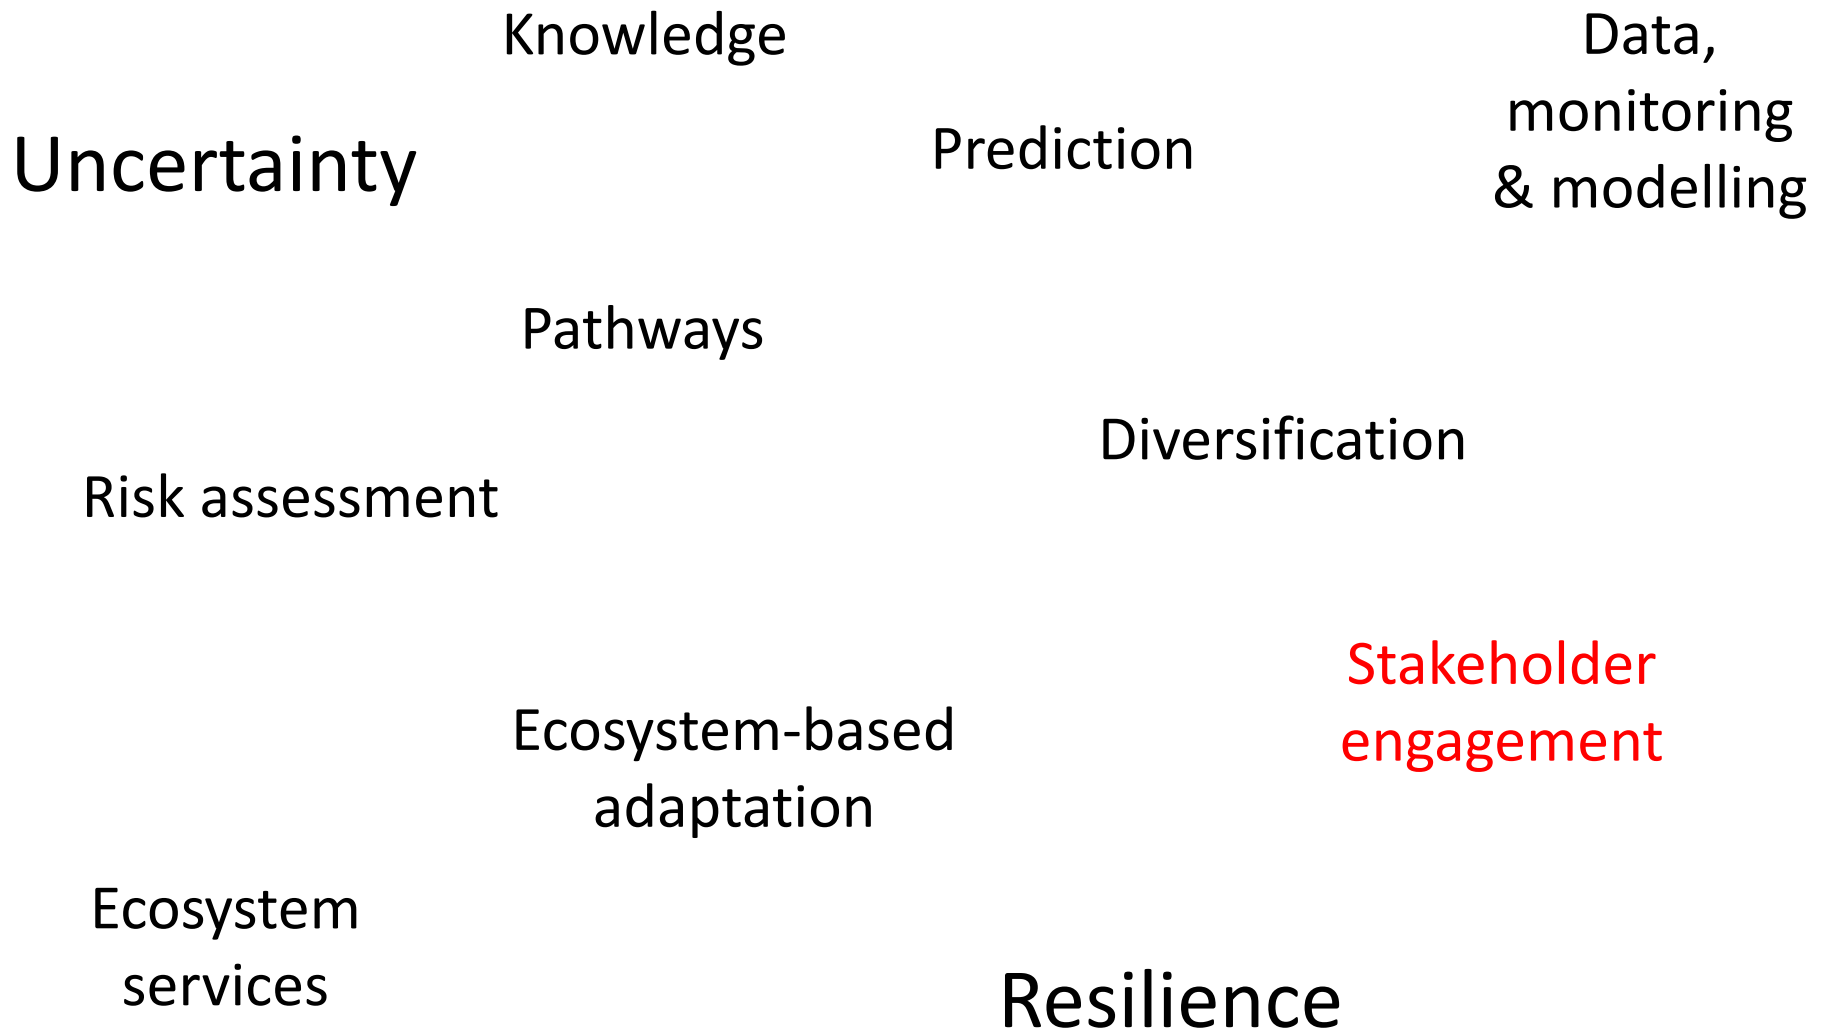 Knowledge
Data,
monitoring
& modelling
Uncertainty
Prediction
Pathways
Diversification
Risk assessment
Stakeholder
engagement
Ecosystem-based
adaptation
Ecosystem
services
Resilience